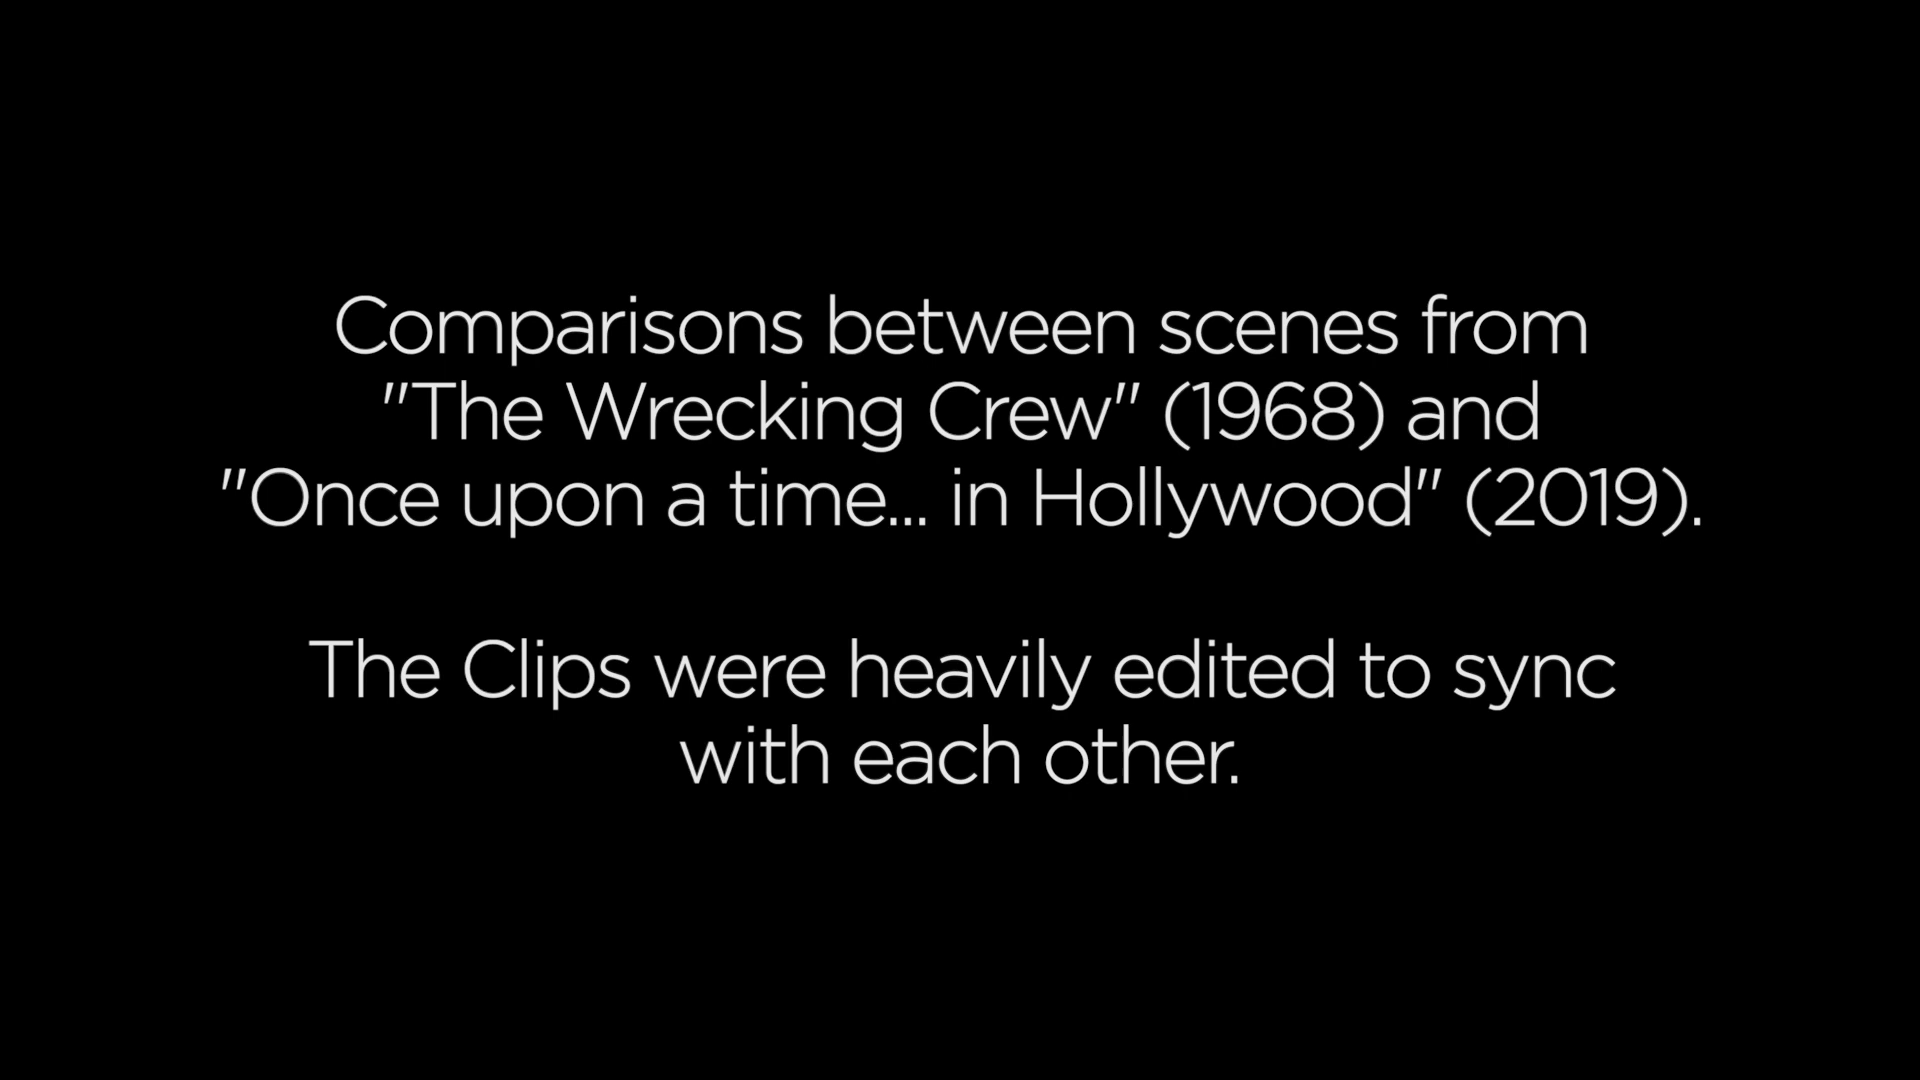 Comparisons between scenes from
"The Wrecking Crew" (1968) and
"Once upon a time... in Hollywood" (2019).
The Clips were heavily edited to sync
with each other.